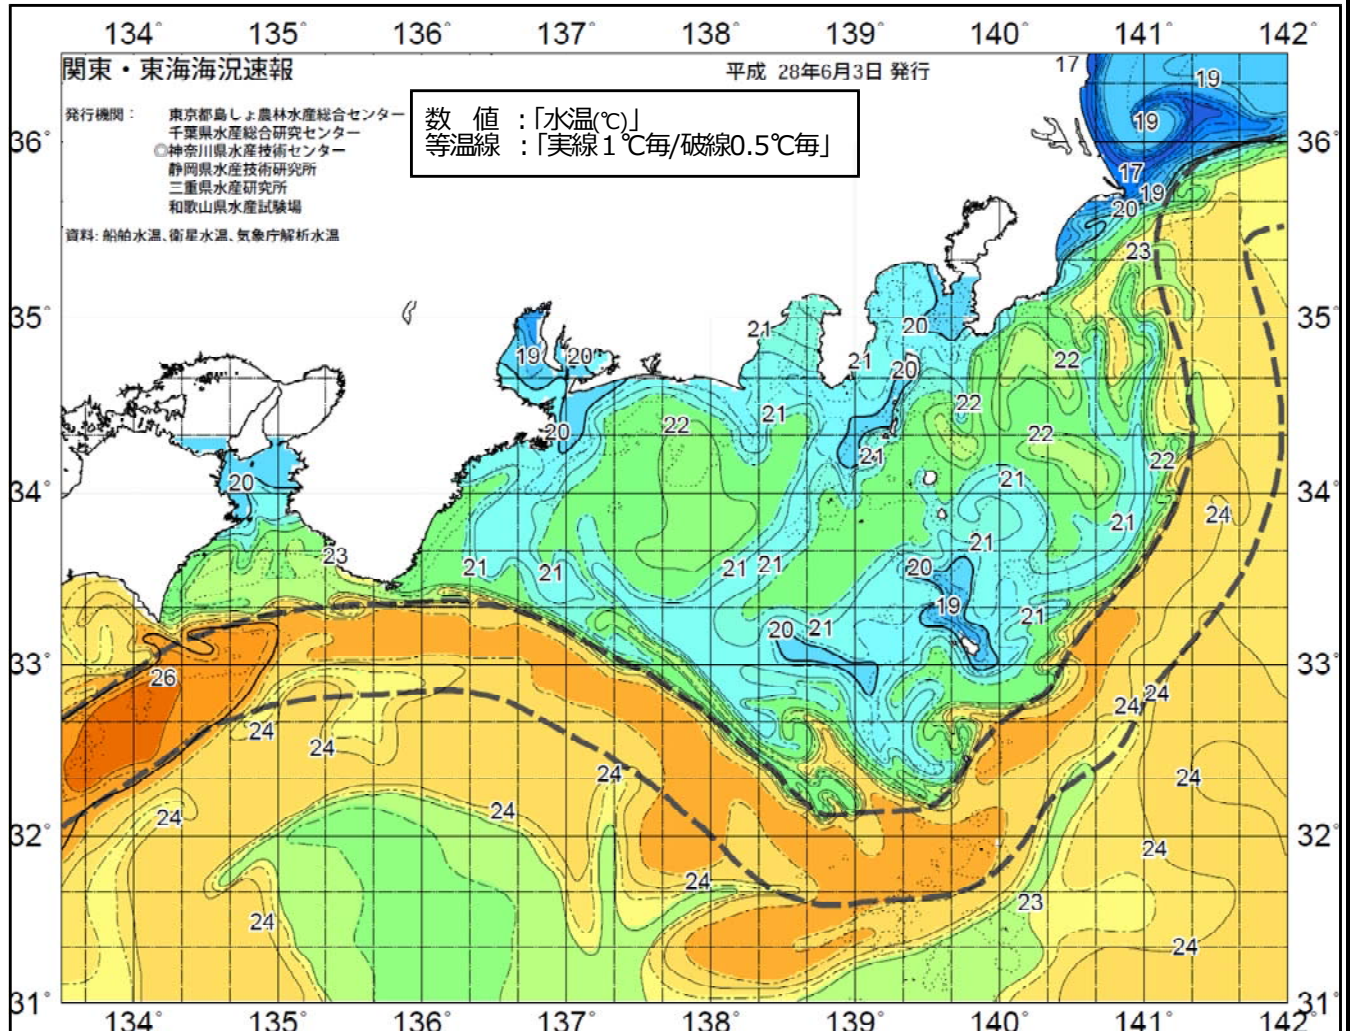 134° 135° 136° 137° 138° 139° 140° 141° 142°
関東・東海海況速報
平成 28年6月3日 発行
発行機関： 東京都島しょ農林水産総合センター
千葉県水産総合研究センター
◎神奈川県水産技術センター
静岡県水産技術研究所
三重県水産研究所
和歌山県水産試験場
資料: 船舶水温、衛星水温、気象庁解析水温
数 値 ：「水温(℃)」
等温線 ：「実線１℃毎/破線0.5℃毎」
17
19
36° 19 36°
17
19
20
23
35° 21 20 35°
19 20 21 20 22
22 21 22
20 21 22 22
20 21
34° 21 24 34°
21
23 21 21 21 21 21 20
19
20 21 21
33° 33°
26
24 24
24 24
24 24
24 24
32° 24 32°
24
23
24 24
31° 31°
134° 135° 136° 137° 138° 139° 140° 141° 142°